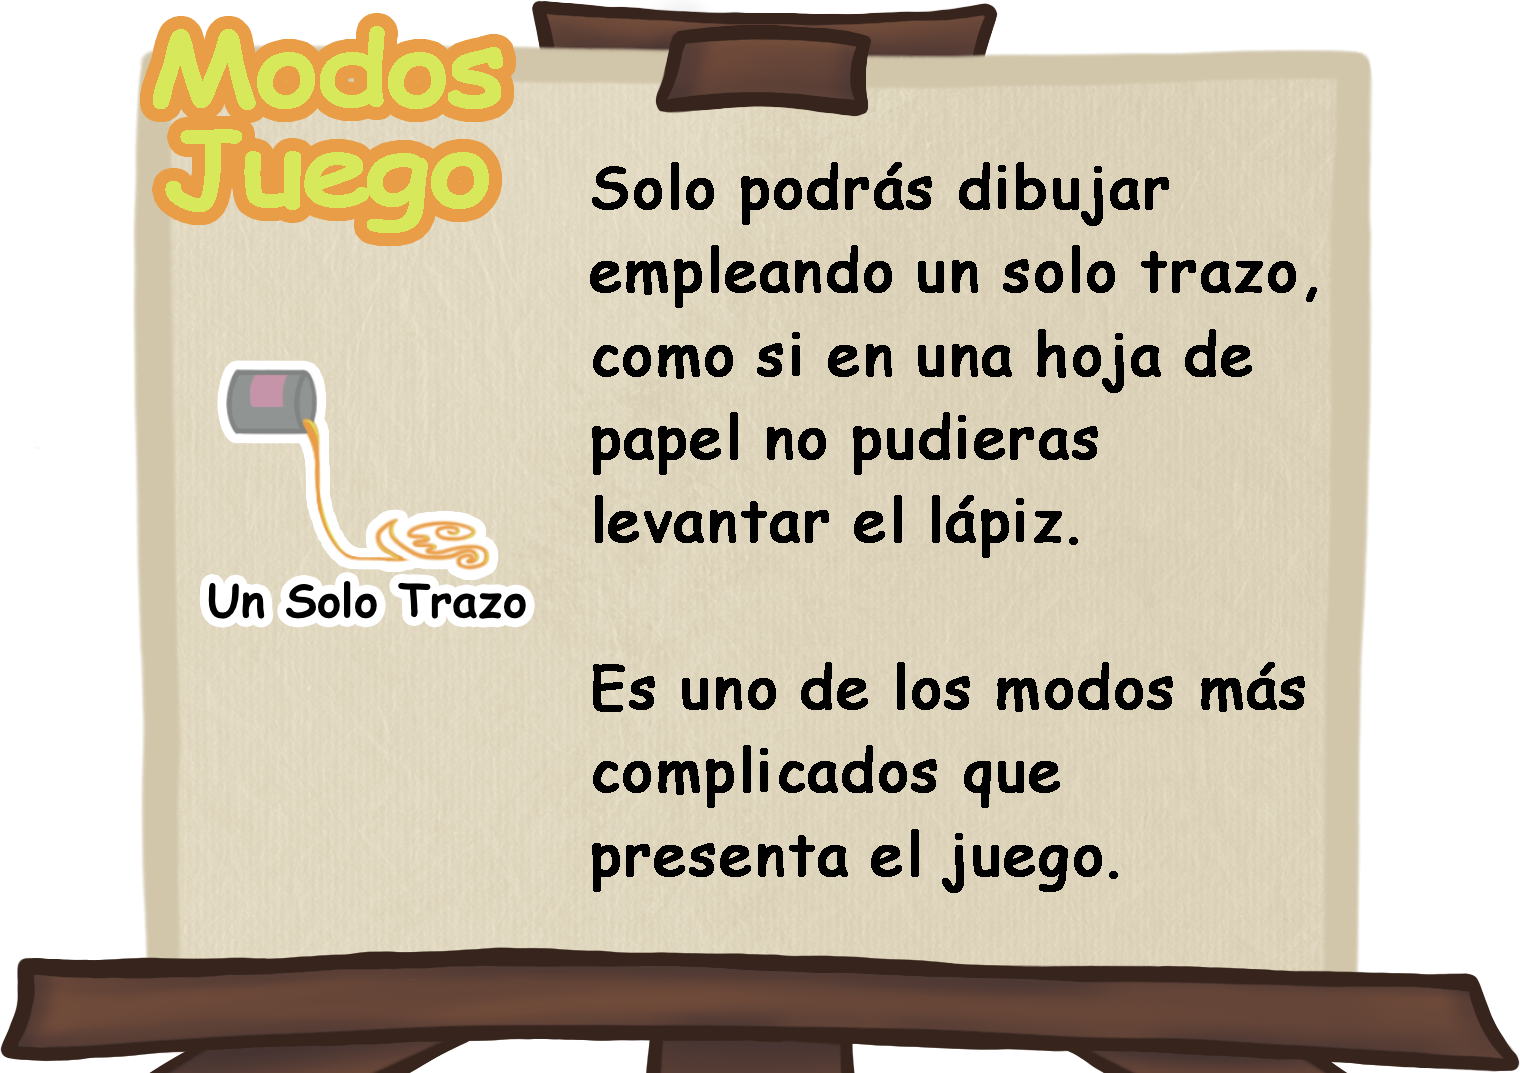 Modos
Juego
Solo podrás dibujar
empleando un solo trazo,
como si en una hoja de
papel no pudieras
levantar el lápiz.
Un Solo Trazo
Es uno de los modos más
complicados que
presenta el juego.